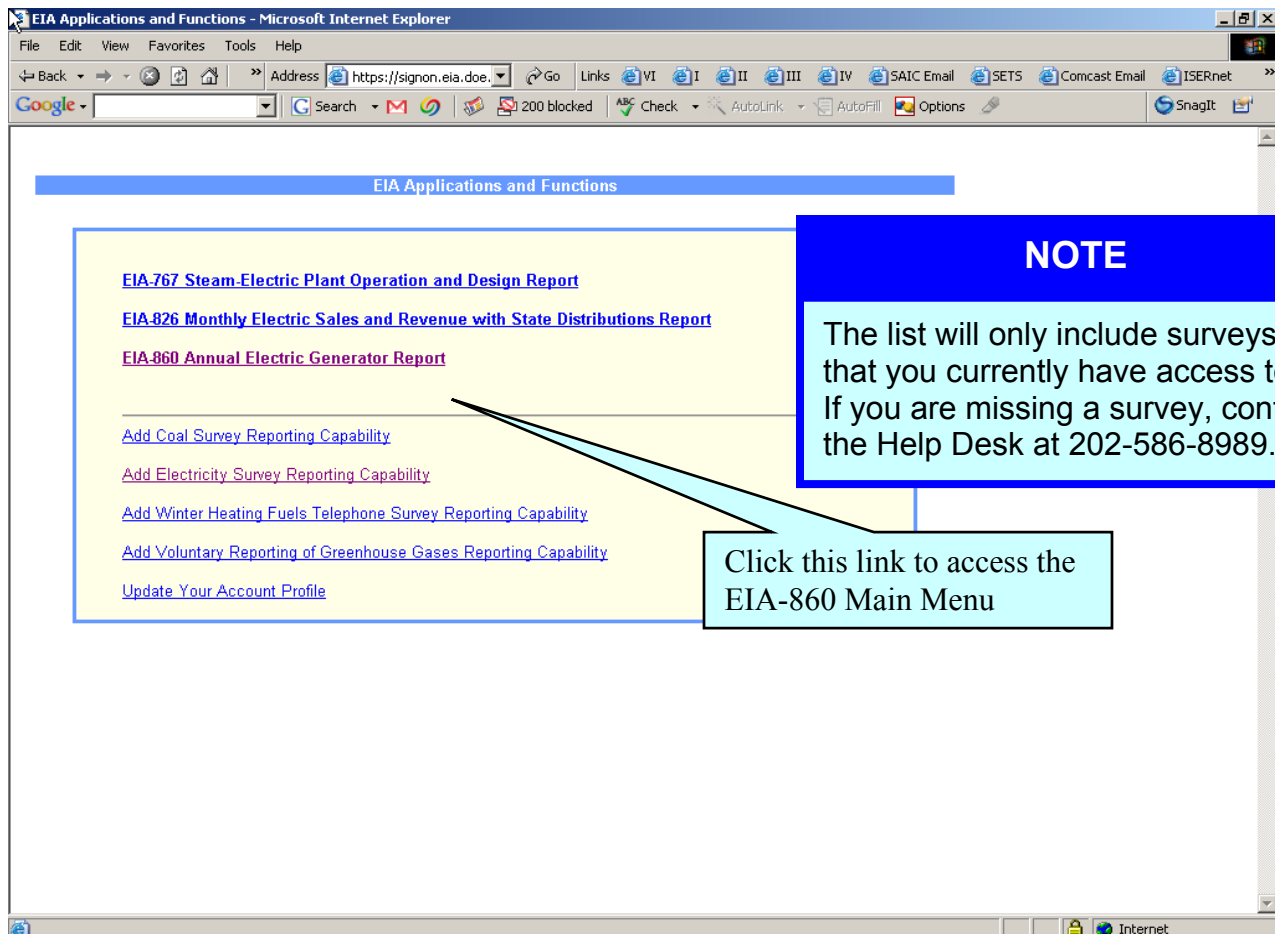 EIA Applications and Functions - Microsoft Internet Explorer
File Edit View Favorites Tools Help
Back Address https://signon.eia.doe. Go Links VI I II III IV SAIC Email SETS Comcast Email ISERnet »
Google Search 200 blocked ABC Check AutoLink AutoFill Options SnagIt
EIA Applications and Functions
EIA-767 Steam-Electric Plant Operation and Design Report
EIA-826 Monthly Electric Sales and Revenue with State Distributions Report
EIA-860 Annual Electric Generator Report
Add Coal Survey Reporting Capability
Add Electricity Survey Reporting Capability
Add Winter Heating Fuels Telephone Survey Reporting Capability
Add Voluntary Reporting of Greenhouse Gases Reporting Capability
Update Your Account Profile
NOTE
The list will only include surveys
that you currently have access
If you are missing a survey,
the Help Desk at 202-586-8989.
Click this link to access the
EIA-860 Main Menu
Internet